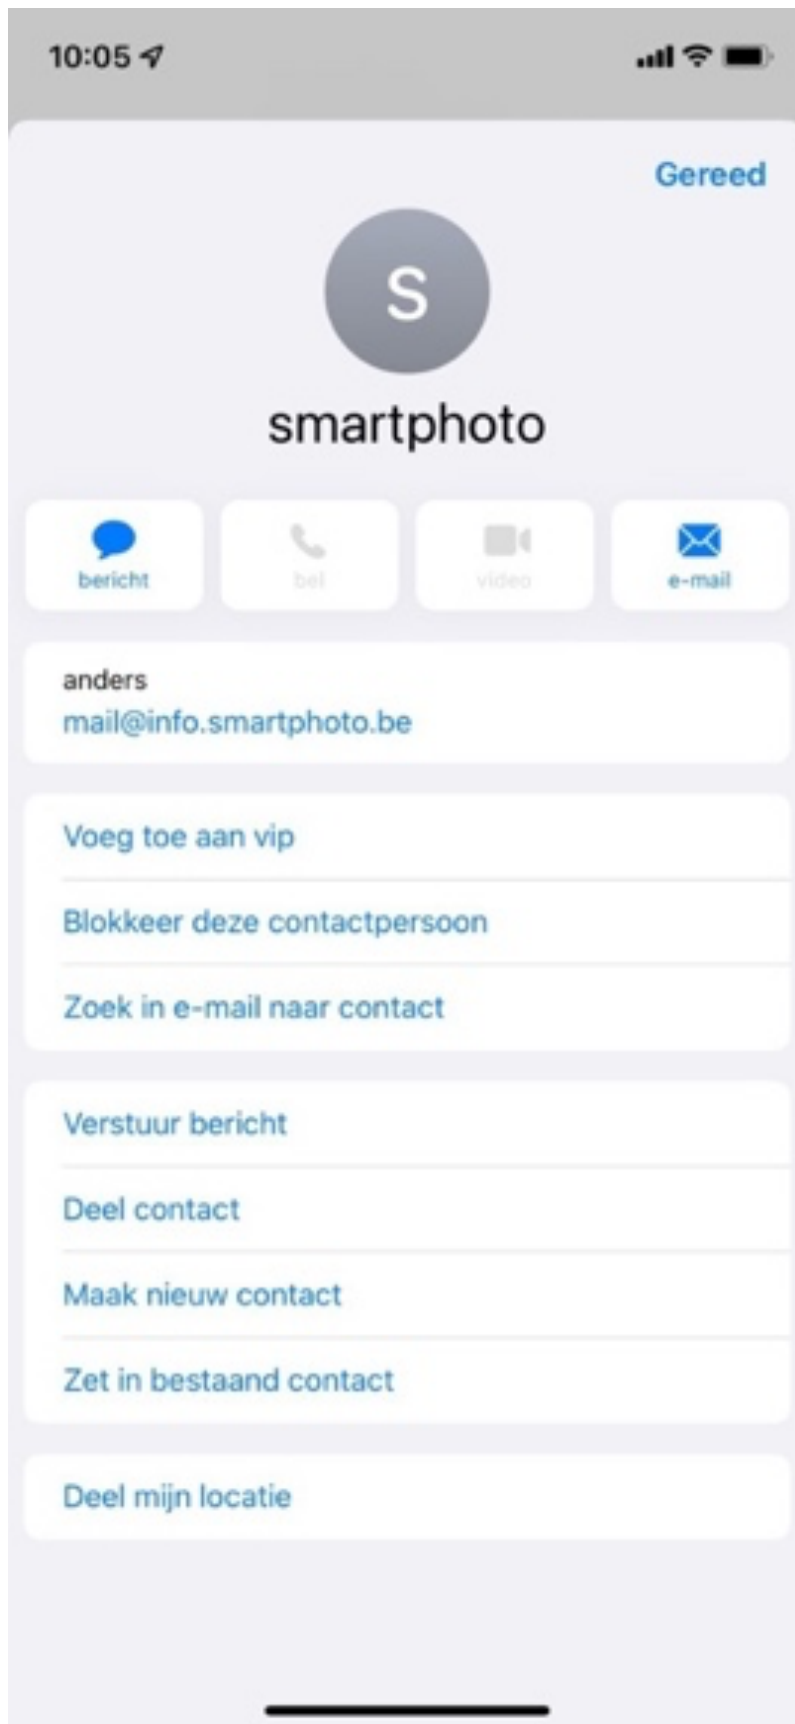 10:05
Gereed
S
smartphoto
bericht
bel
video
e-mail
anders
mail@info.smartphoto.be
Voeg toe aan vip
Blokkeer deze contactpersoon
Zoek in e-mail naar contact
Verstuur bericht
Deel contact
Maak nieuw contact
Zet in bestaand contact
Deel mijn locatie